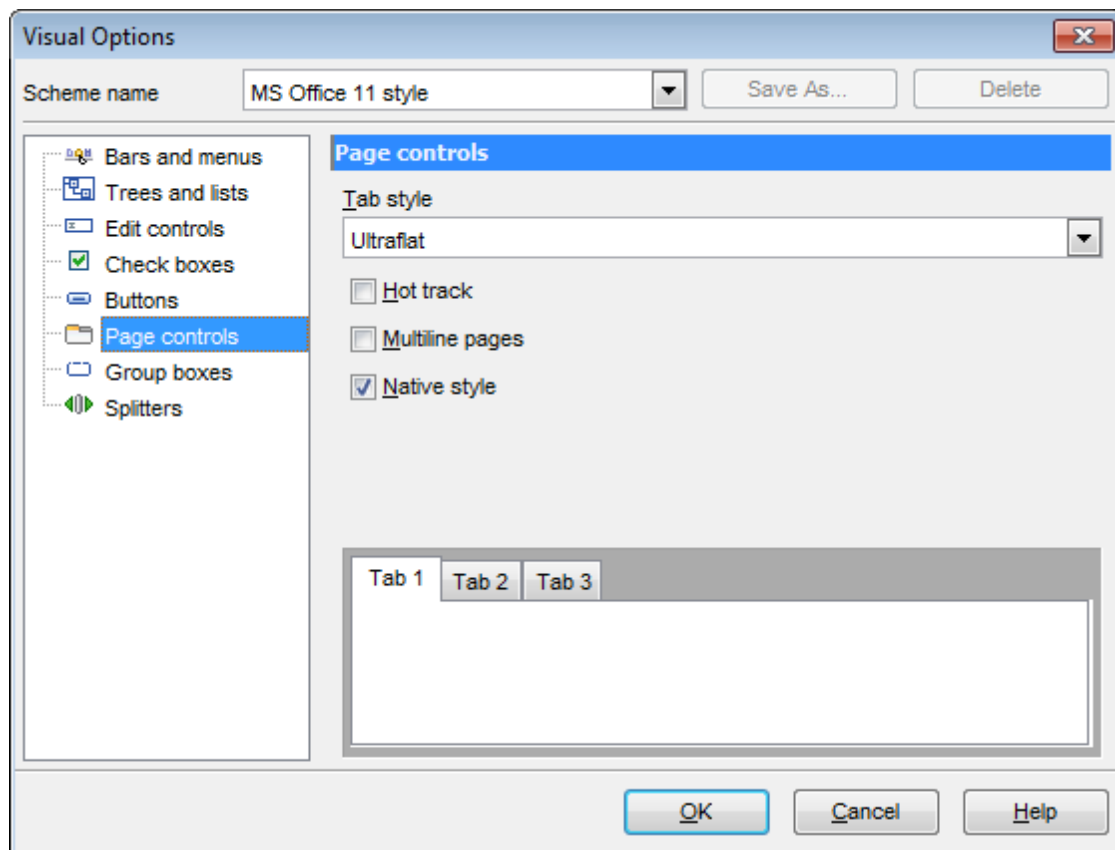 Visual Options
Scheme name MS Office 11 style Save As... Delete
Bars and menus
Trees and lists
Edit controls
Check boxes
Buttons
Page controls
Group boxes
Splitters
Page controls
Tab style
Ultraflat
Hot track
Multiline pages
Native style
Tab 1 Tab 2 Tab 3
OK Cancel Help